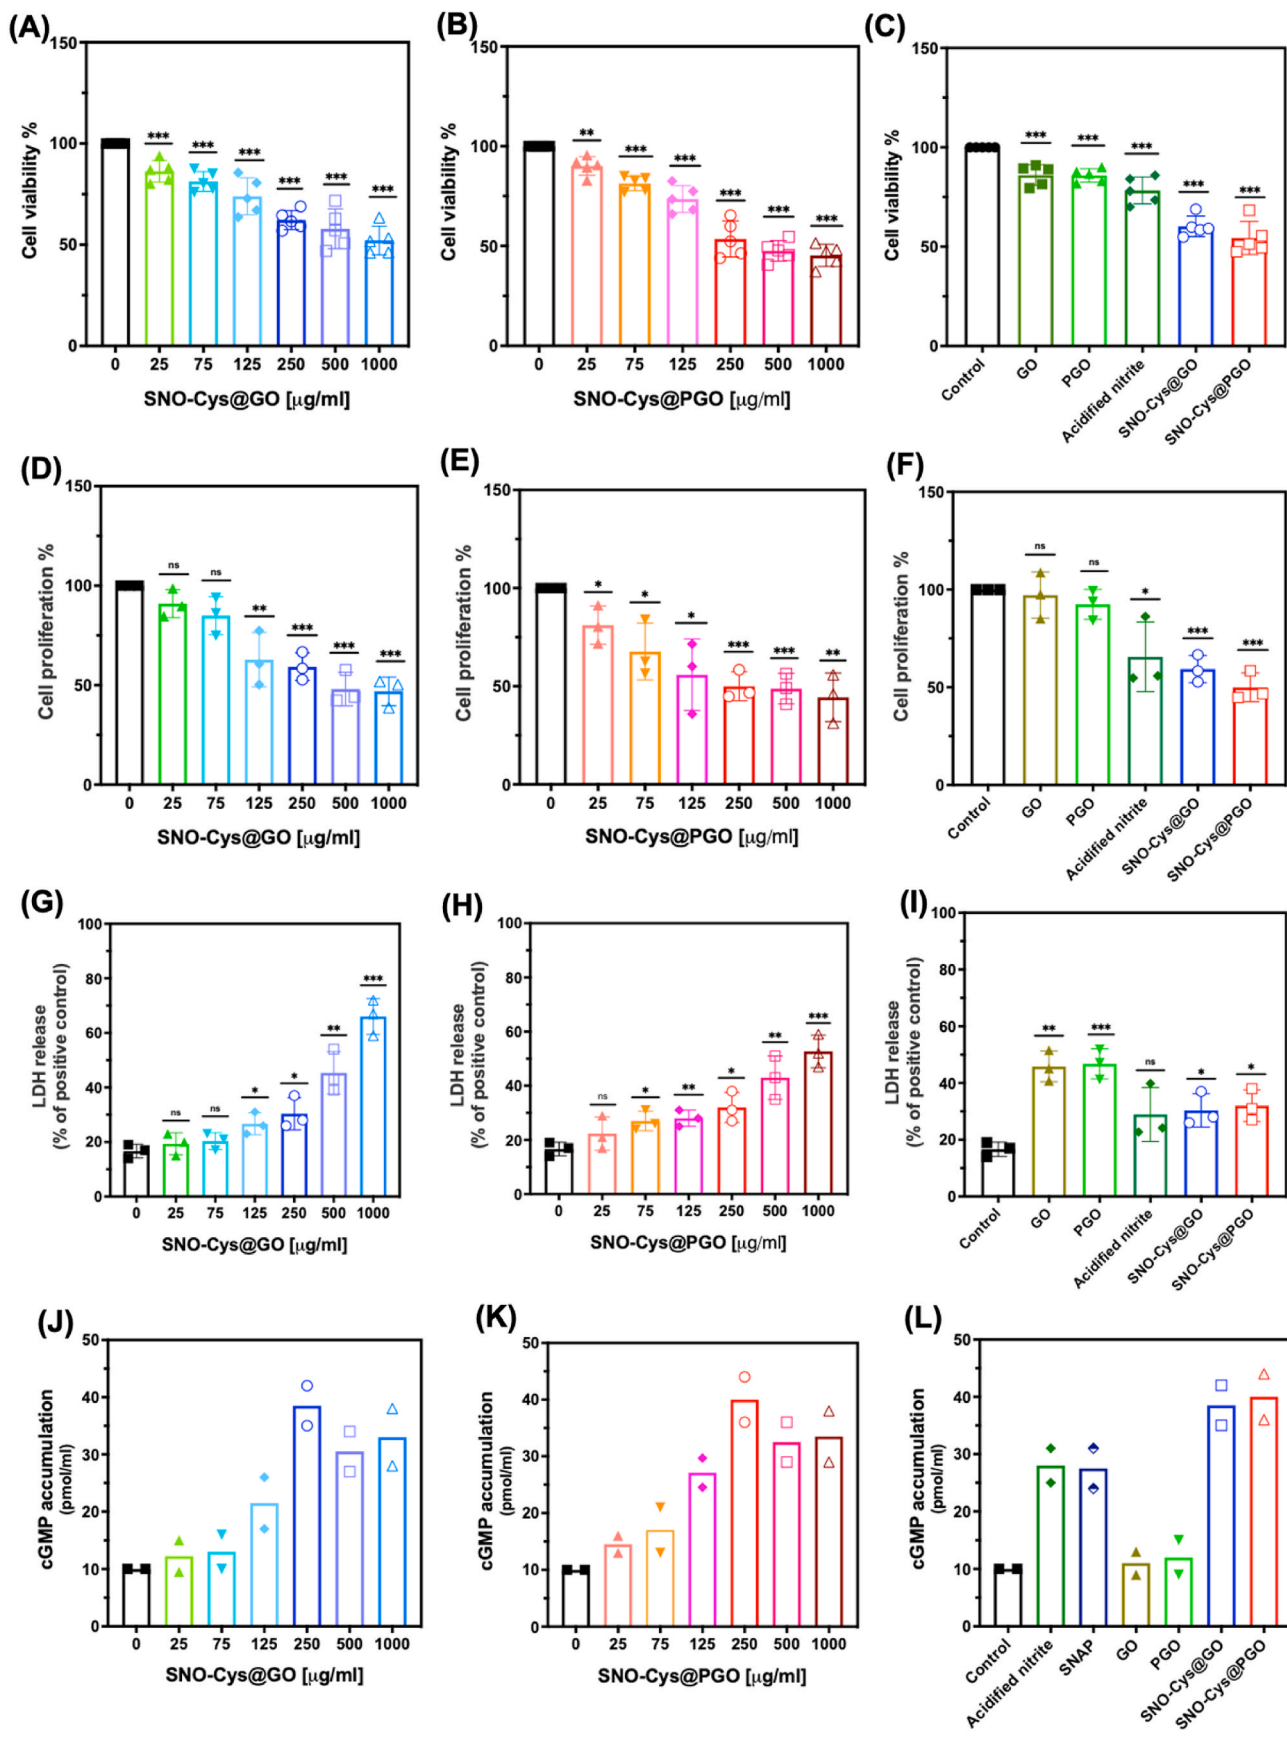 (A)
Cell vialbility %
150
100
50
0
*** *** *** *** *** ***
0 25 75 125 250 500 1000
SNO-Cys@GO [μg/ml]
(B)
Cell viability %
150
100
50
0
** *** *** *** *** ***
0 25 75 125 250 500 1000
SNO-Cys@PGO [μg/ml]
(C)
Cell viability %
150
100
50
0
*** *** *** *** ***
Control GO PGO Acidified nitrite SNO-Cys@GO SNO-Cys@PGO
(D)
Cell proliferation %
150
100
50
0
ns ns ** *** *** ***
0 25 75 125 250 500 1000
SNO-Cys@GO [μg/ml]
(E)
Cell proliferation %
150
100
50
0
* * * *** *** **
0 25 75 125 250 500 1000
SNO-Cys@PGO [μg/ml]
(F)
Cell proliferation %
150
100
50
0
ns ns * *** ***
Control GO PGO Acidified nitrite SNO-Cys@GO SNO-Cys@PGO
(G)
LDH release
(% of positive control)
100
80
60
40
20
0
ns ns * * ** ***
0 25 75 125 250 500 1000
SNO-Cys@GO [μg/ml]
(H)
LDH release
(% of positive control)
100
80
60
40
20
0
ns * ** * ** ***
0 25 75 125 250 500 1000
SNO-Cys@PGO [μg/ml]
(I)
LDH release
(% of positive control)
100
80
60
40
20
0
** *** ns * *
Control GO PGO Acidified nitrite SNO-Cys@GO SNO-Cys@PGO
(J)
cGMP accumulation
(pmol/ml)
50
40
30
20
10
0
0 25 75 125 250 500 1000
SNO-Cys@GO [μg/ml]
(K)
cGMP accumulation
(pmol/ml)
50
40
30
20
10
0
0 25 75 125 250 500 1000
SNO-Cys@PGO [μg/ml]
(L)
cGMP accumulation
(pmol/ml)
50
40
30
20
10
0
Control Acidified nitrite SNAP GO PGO SNO-Cys@GO SNO-Cys@PGO